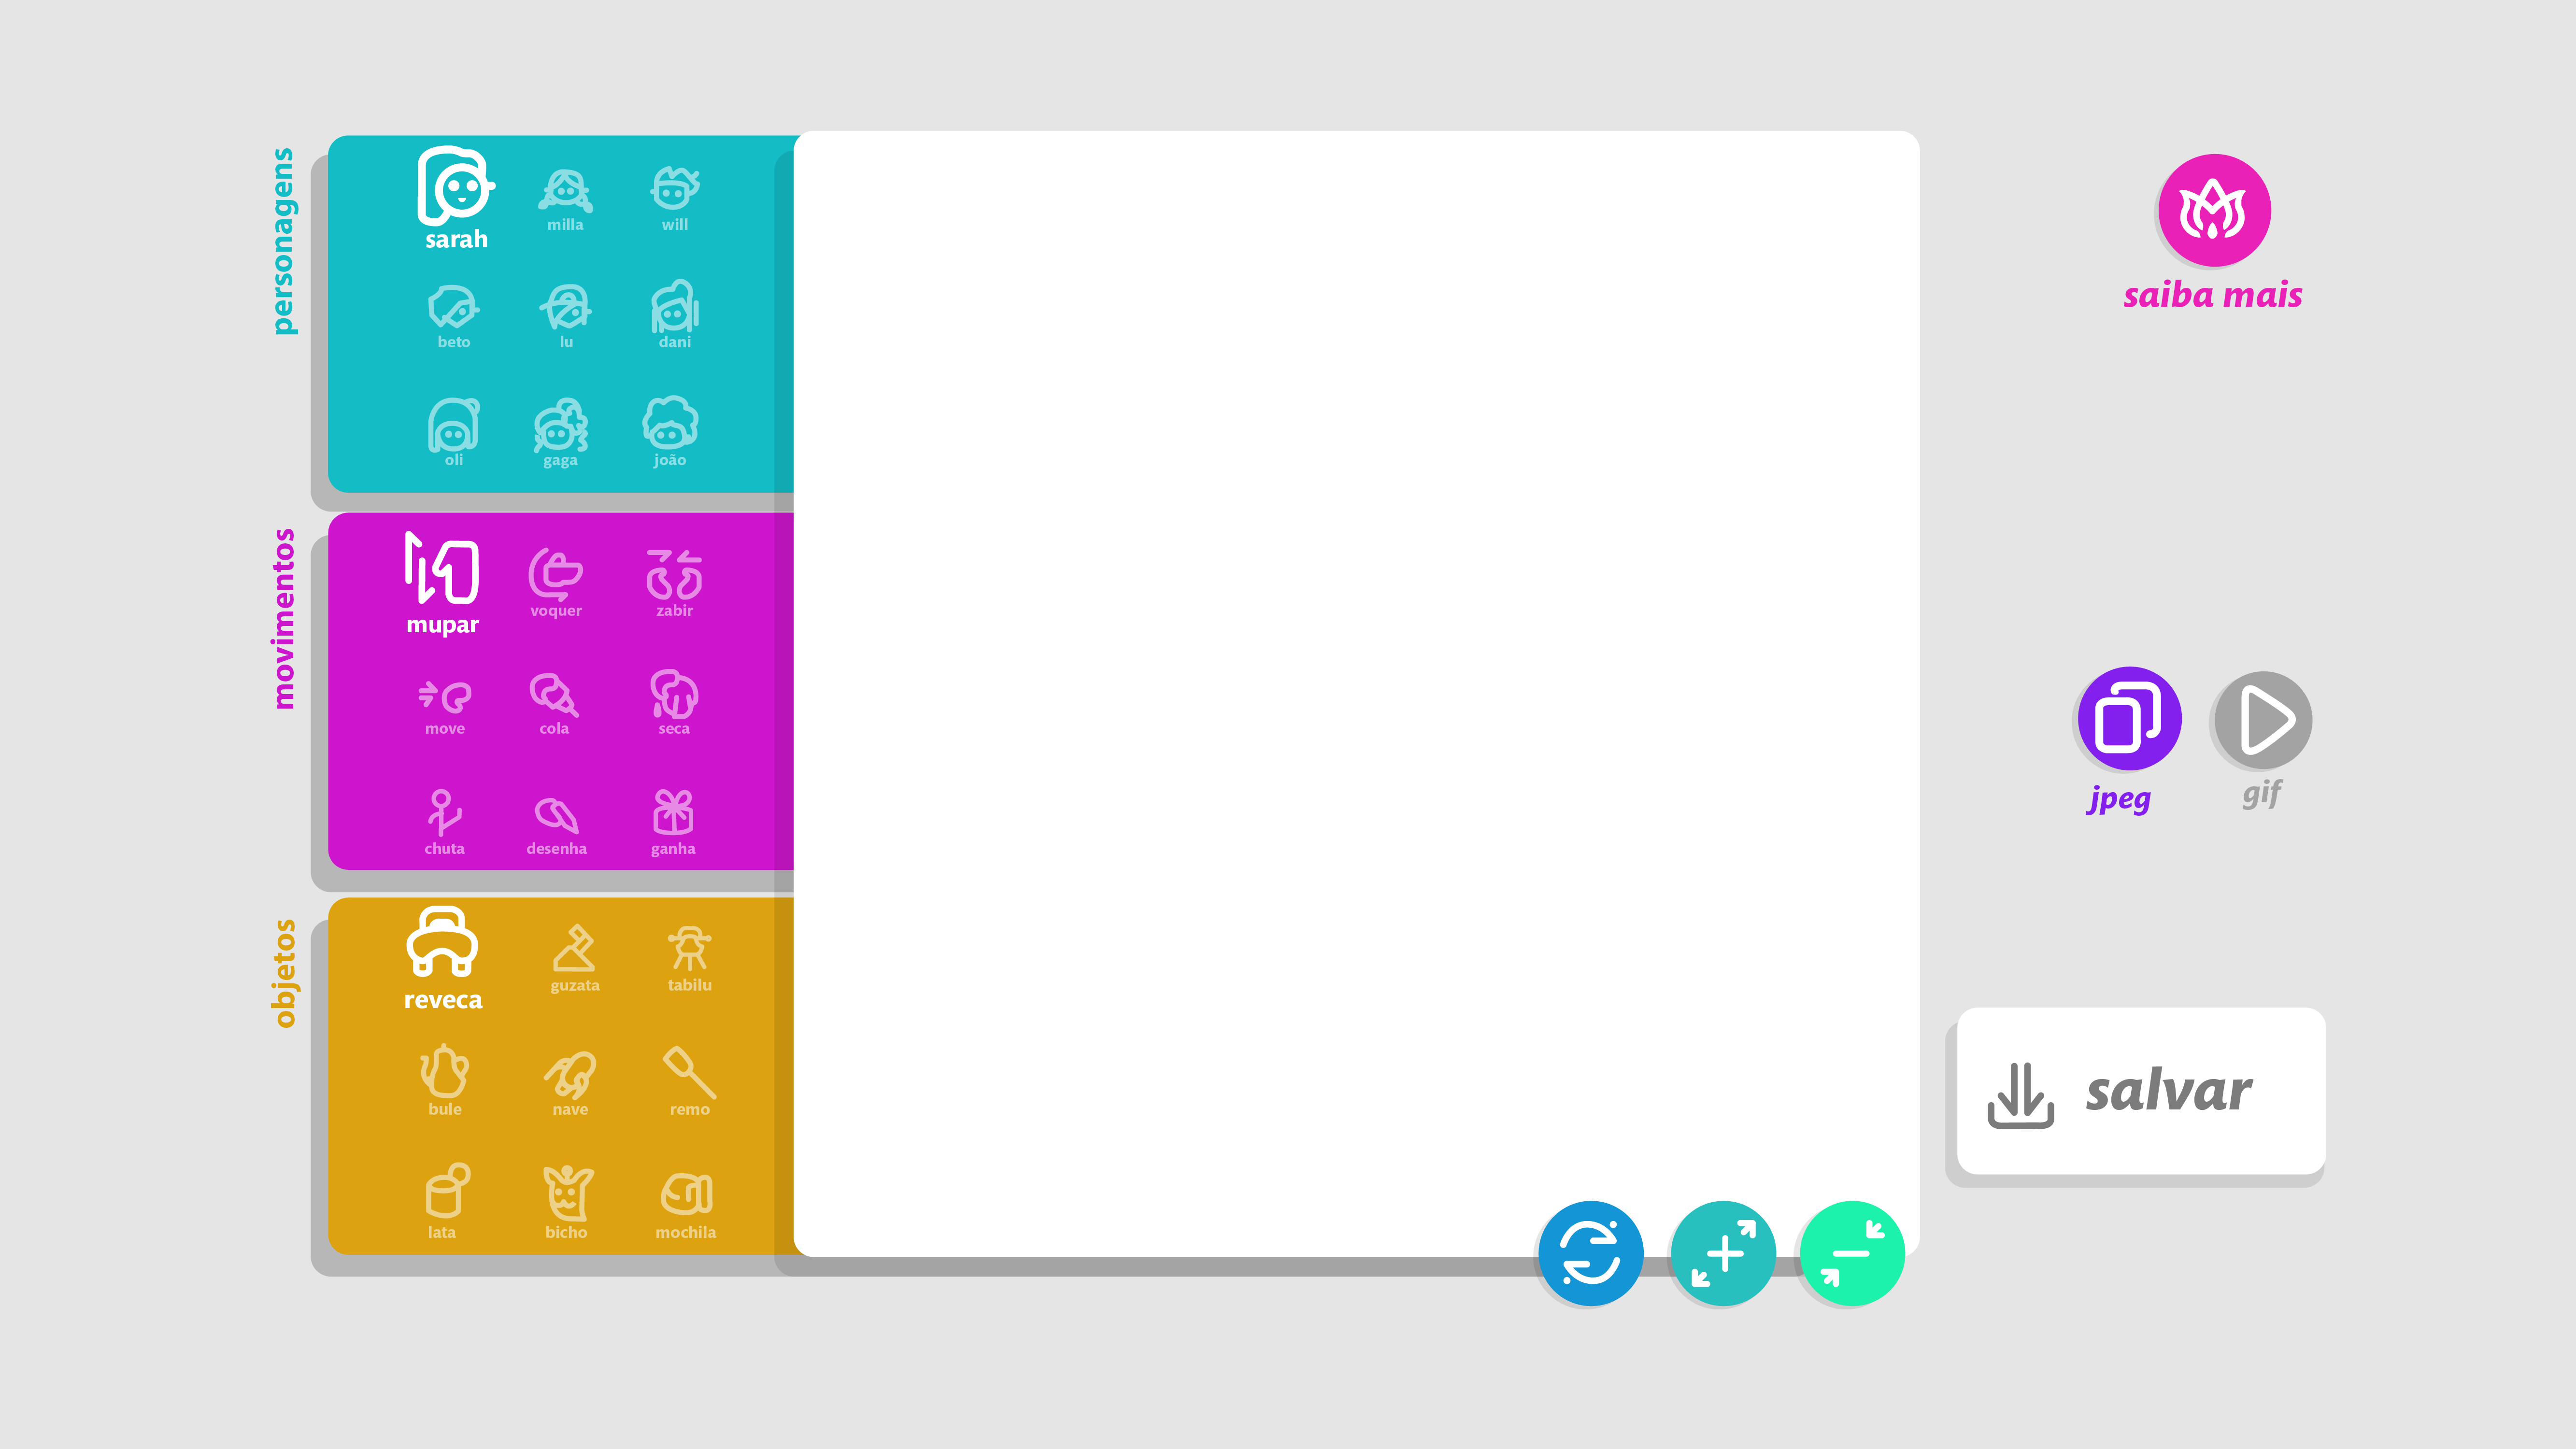 personagens
sarah
milla
will
beto
lu
dani
oli
gaga
joão
movimentos
mupar
voquer
zabir
move
cola
seca
chuta
desenha
ganha
objetos
reveca
guzata
tabilu
bule
nave
remo
lata
bicho
mochila
saiba mais
jpeg
gif
salvar